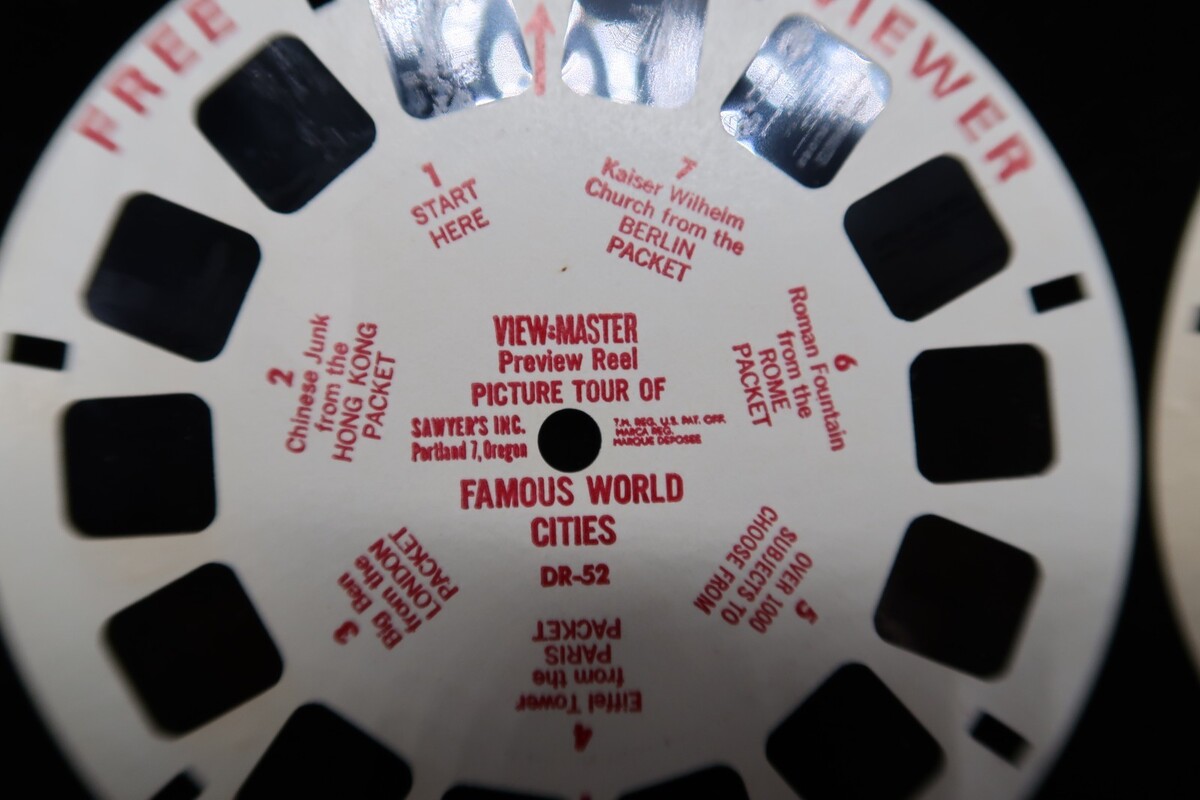 FREE
VIEWER
1
START
HERE
7
Kaiser Wilhelm
Church from the
BERLIN
PACKET
VIEW-MASTER
Preview Reel
PICTURE TOUR OF
SAWYER'S INC.
Portland 7, Oregon
T.M. REG. U.S. PAT. OFF.
MARCA REG.
MARQUE DEPOSEE
FAMOUS WORLD
CITIES
DR-52
2
Chinese Junk
from the
HONG KONG
PACKET
3
Big Ben
from the
LONDON
PACKET
4
Eiffel Tower
from the
PARIS
PACKET
5
OVER 1000
SUBJECTS TO
CHOOSE FROM
6
Roman Fountain
from the
ROME
PACKET